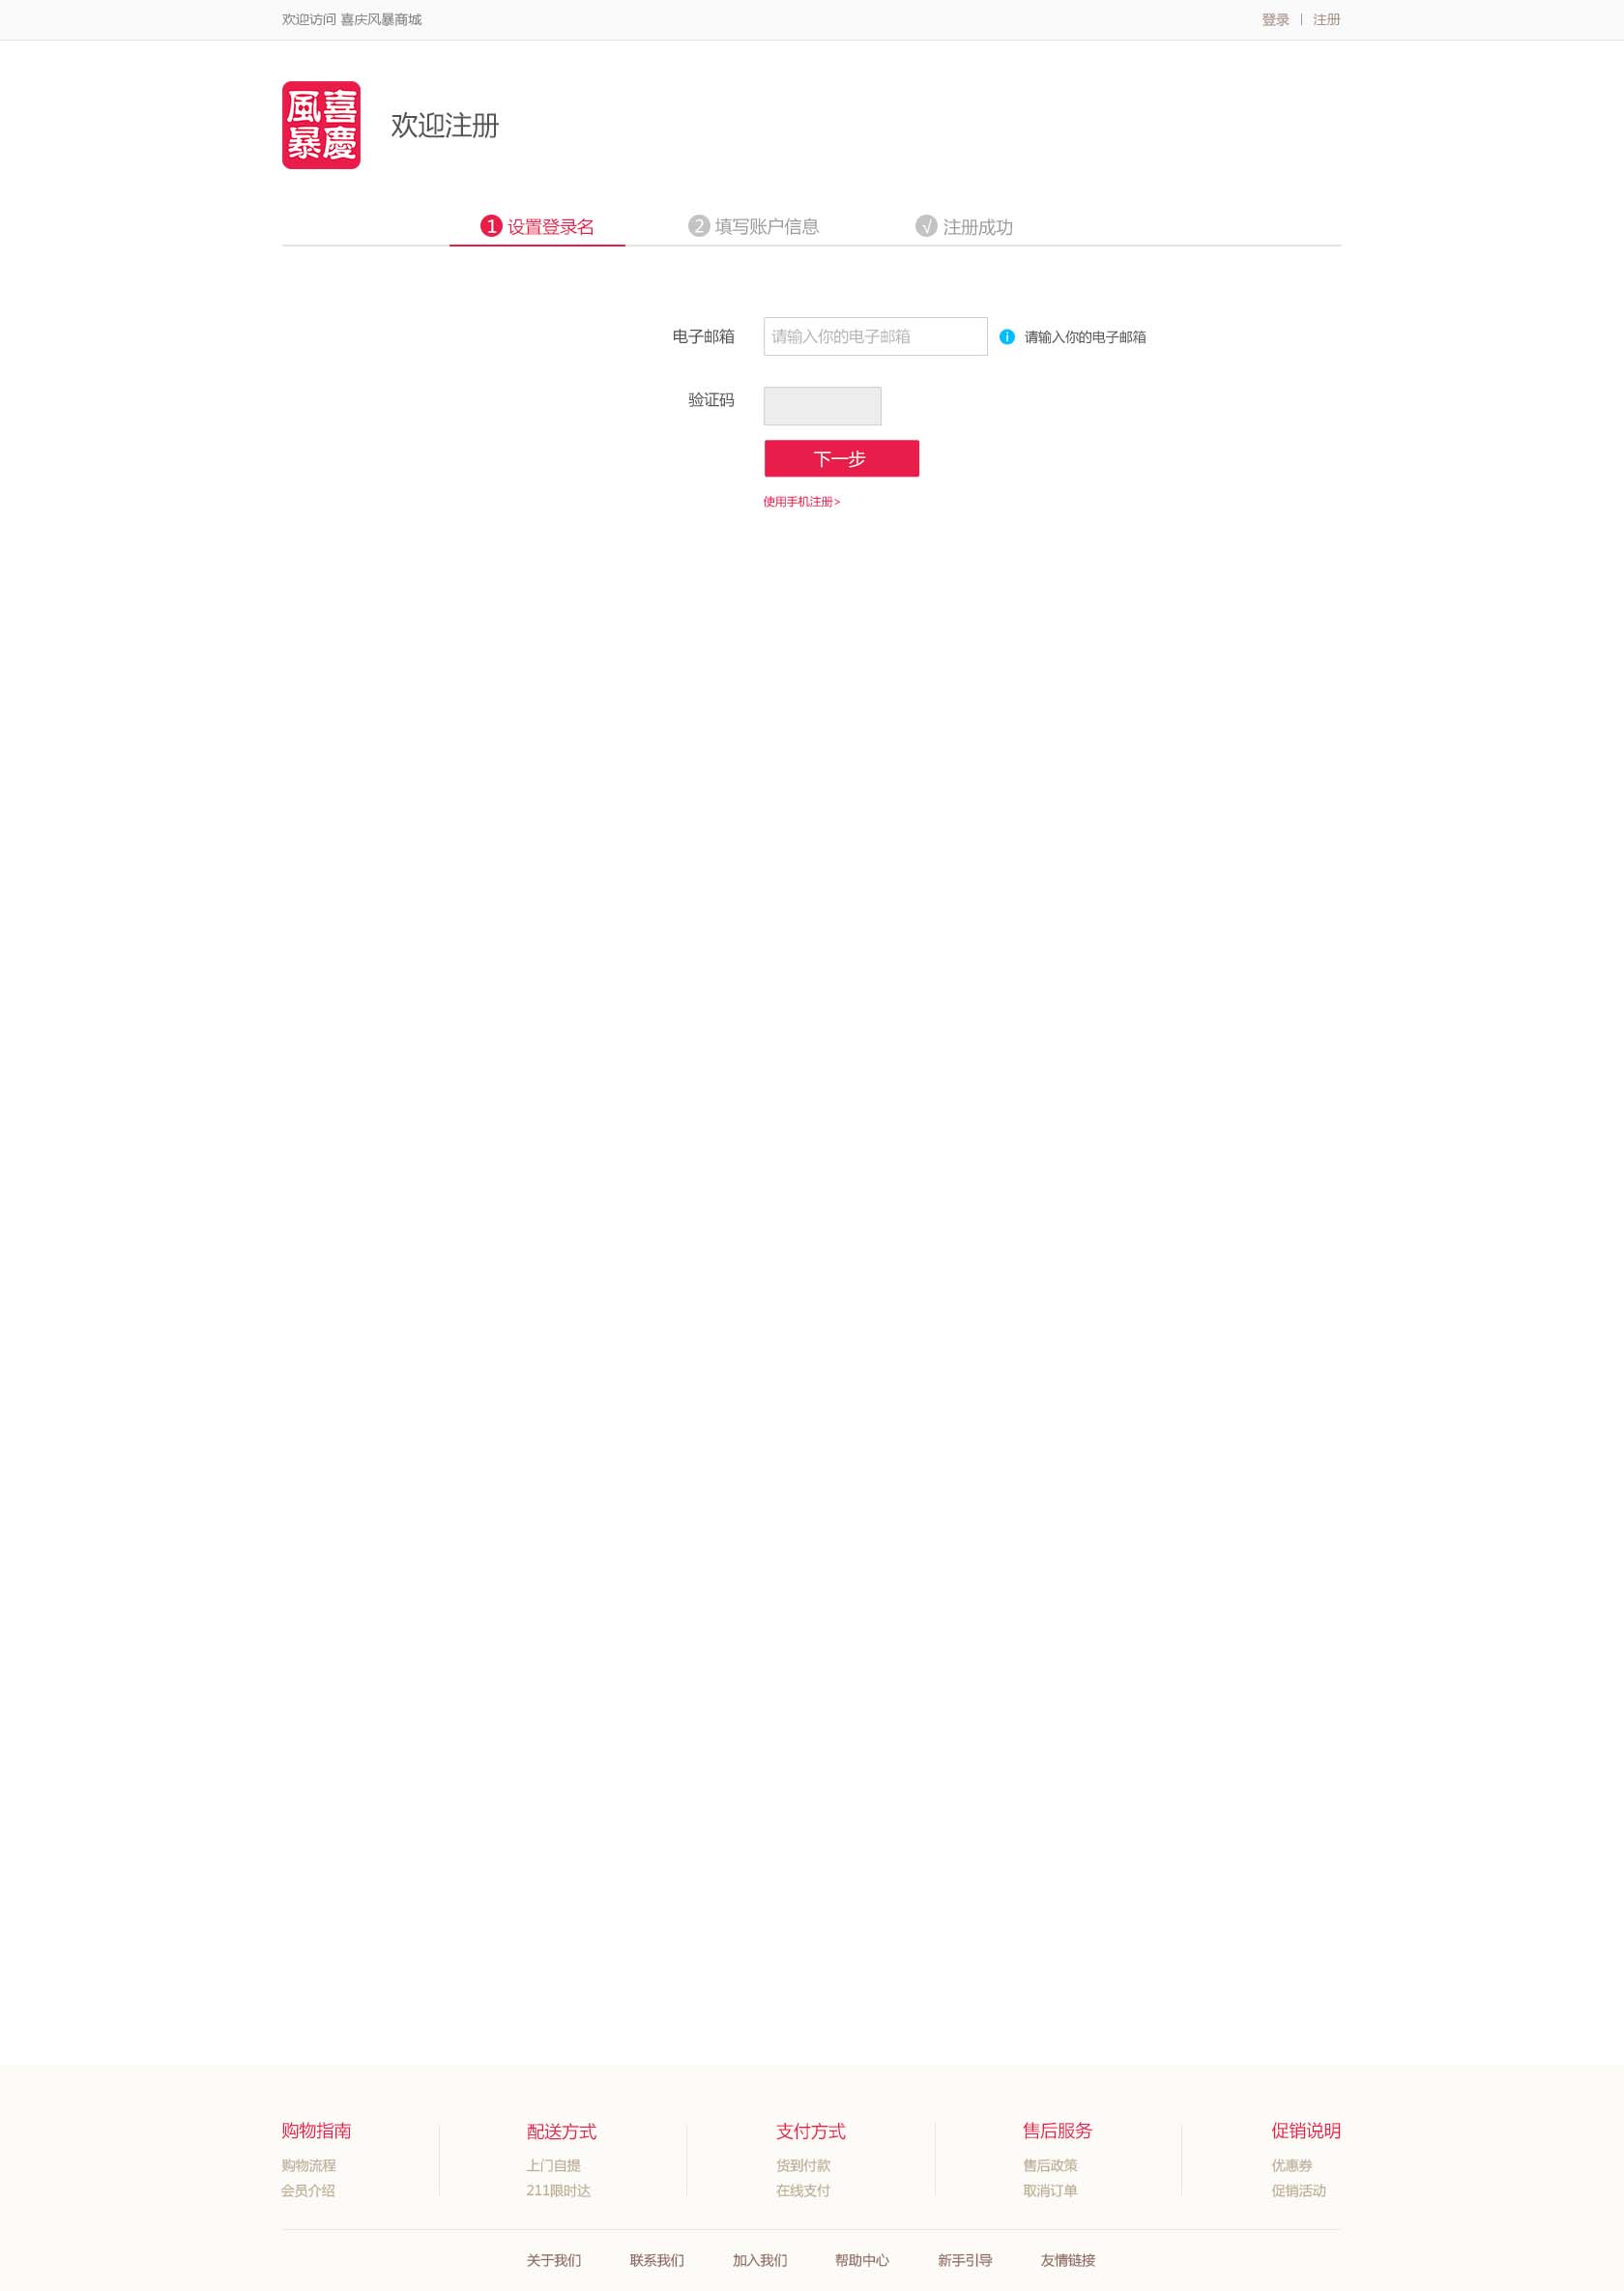 欢迎访问 喜庆风暴商城
登录 | 注册
喜慶
風暴
欢迎注册
1 设置登录名
2 填写账户信息
√ 注册成功
电子邮箱 请输入你的电子邮箱 i 请输入你的电子邮箱
验证码
下一步
使用手机注册>
购物指南
购物流程
会员介绍
配送方式
上门自提
211限时达
支付方式
货到付款
在线支付
售后服务
售后政策
取消订单
促销说明
优惠券
促销活动
关于我们 联系我们 加入我们 帮助中心 新手引导 友情链接